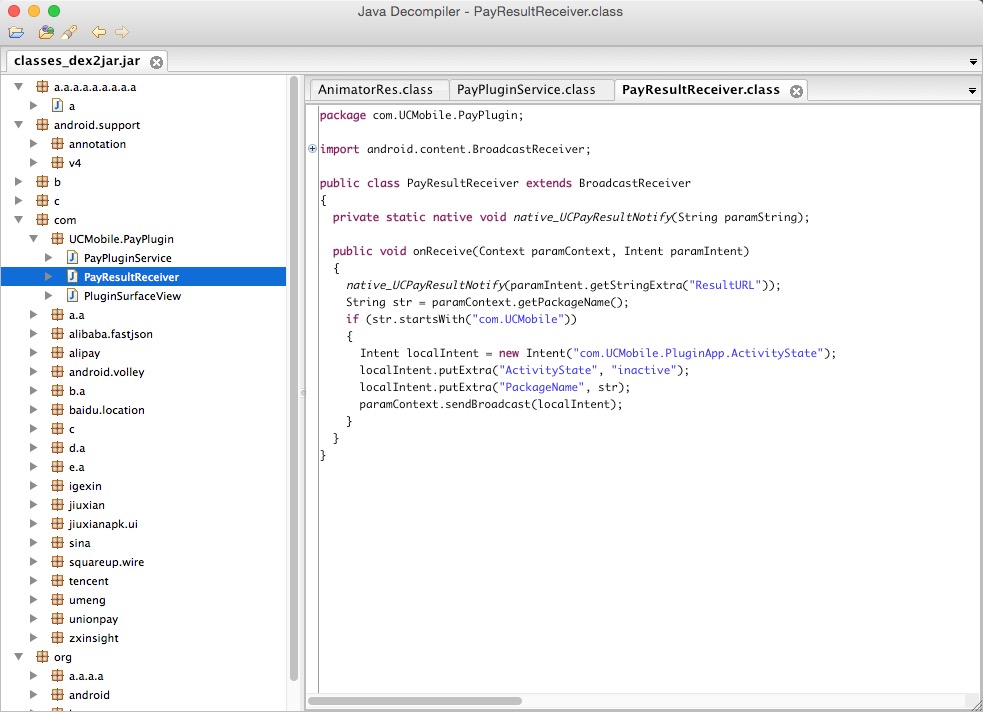 Java Decompiler - PayResultReceiver.class
classes_dex2jar.jar
a.a.a.a.a.a.a.a.a.a
a
android.support
annotation
v4
b
c
com
UCMobile.PayPlugin
PayPluginService
PayResultReceiver
PluginSurfaceView
a.a
alibaba.fastjson
alipay
android.volley
b.a
baidu.location
c
d.a
e.a
igexin
jiuxian
jiuxianapk.ui
sina
squareup.wire
tencent
umeng
unionpay
zxinsight
org
a.a.a.a
android
AnimatorRes.class
PayPluginService.class
PayResultReceiver.class
package com.UCMobile.PayPlugin;
import android.content.BroadcastReceiver;
public class PayResultReceiver extends BroadcastReceiver
{
private static native void native_UCPayResultNotify(String paramString);
public void onReceive(Context paramContext, Intent paramIntent)
{
native_UCPayResultNotify(paramIntent.getStringExtra("ResultURL"));
String str = paramContext.getPackageName();
if (str.startsWith("com.UCMobile"))
{
Intent localIntent = new Intent("com.UCMobile.PluginApp.ActivityState");
localIntent.putExtra("ActivityState", "inactive");
localIntent.putExtra("PackageName", str);
paramContext.sendBroadcast(localIntent);
}
}
}